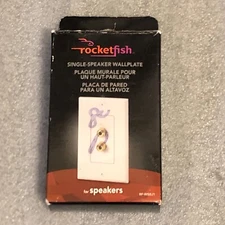 rocketfish
SINGLE-SPEAKER WALLPLATE
PLAQUE MURALE POUR
UN HAUT-PARLEUR
PLACA DE PARED
PARA UN ALTAVOZ
for speakers